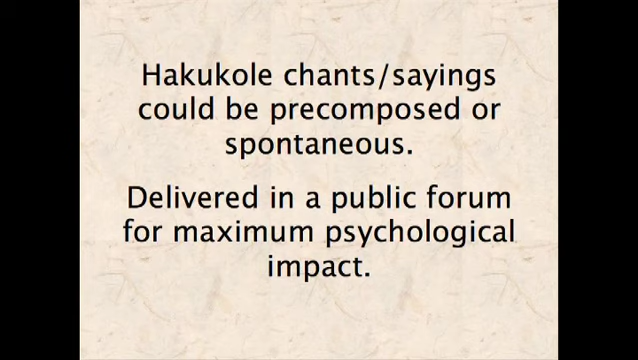 Hakukole chants/sayings
could be precomposed or
spontaneous.
Delivered in a public forum
for maximum psychological
impact.